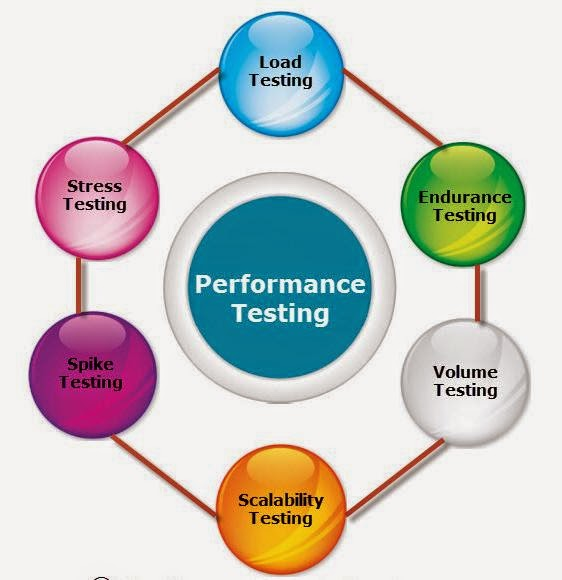 Load
Testing
Stress
Testing
Endurance
Testing
Performance
Testing
Spike
Testing
Volume
Testing
Scalability
Testing